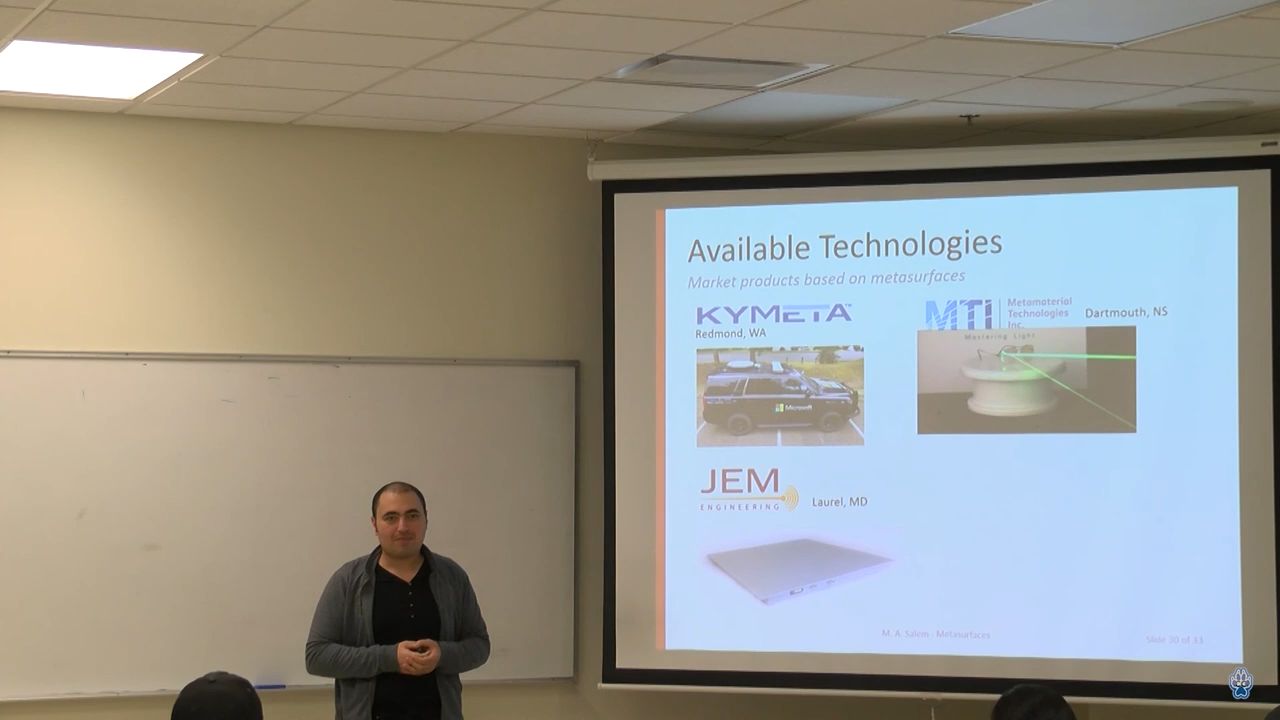 Available Technologies
Market products based on metasurfaces
KYMETA™
Redmond, WA
MTI
Metamaterial
Technologies
Inc.
Dartmouth, NS
Mastering Light
Microsoft
JEM
ENGINEERING
Laurel, MD
M. A. Salem - Metasurfaces
Slide 30 of 33